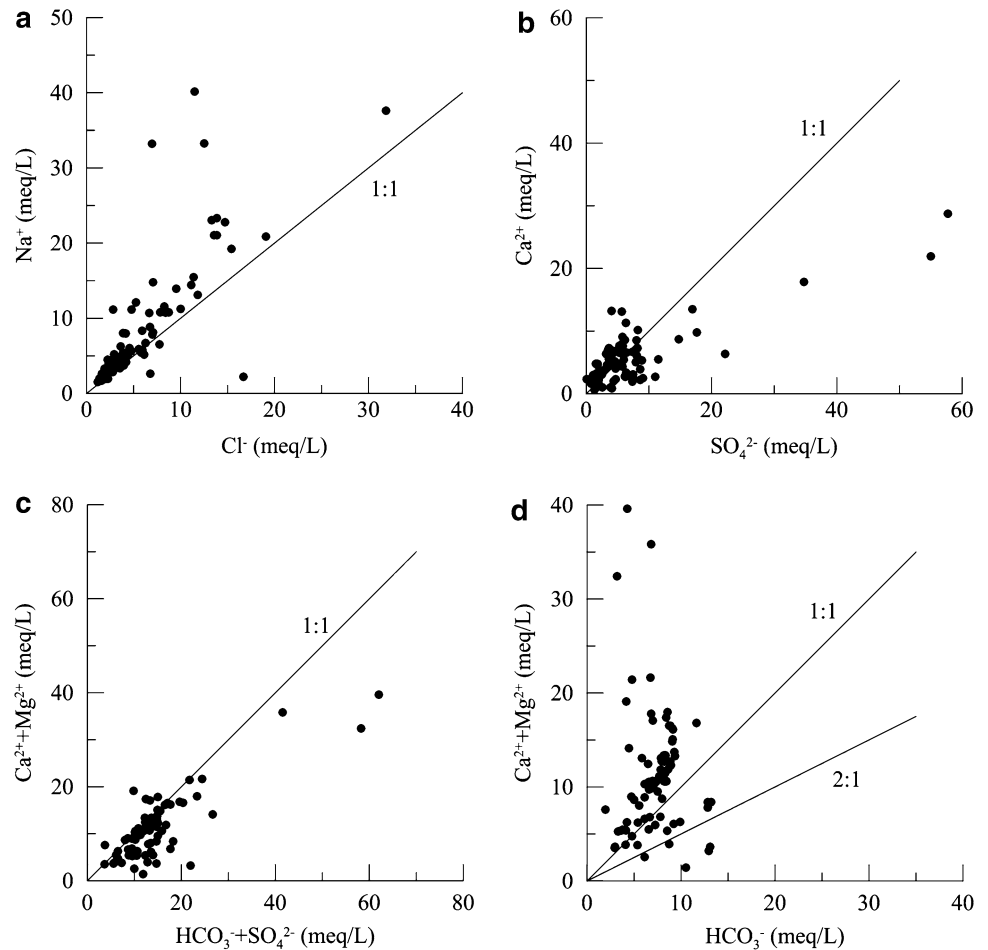 a
50
40
30
20
10
0
Na⁺ (meq/L)
1:1
0 10 20 30 40
Cl⁻ (meq/L)
b
60
40
20
0
Ca²⁺ (meq/L)
1:1
0 20 40 60
SO₄²⁻ (meq/L)
c
80
60
40
20
0
Ca²⁺+Mg²⁺ (meq/L)
1:1
0 20 40 60 80
HCO₃⁻+SO₄²⁻ (meq/L)
d
40
30
20
10
0
Ca²⁺+Mg²⁺ (meq/L)
1:1
2:1
0 10 20 30 40
HCO₃⁻ (meq/L)